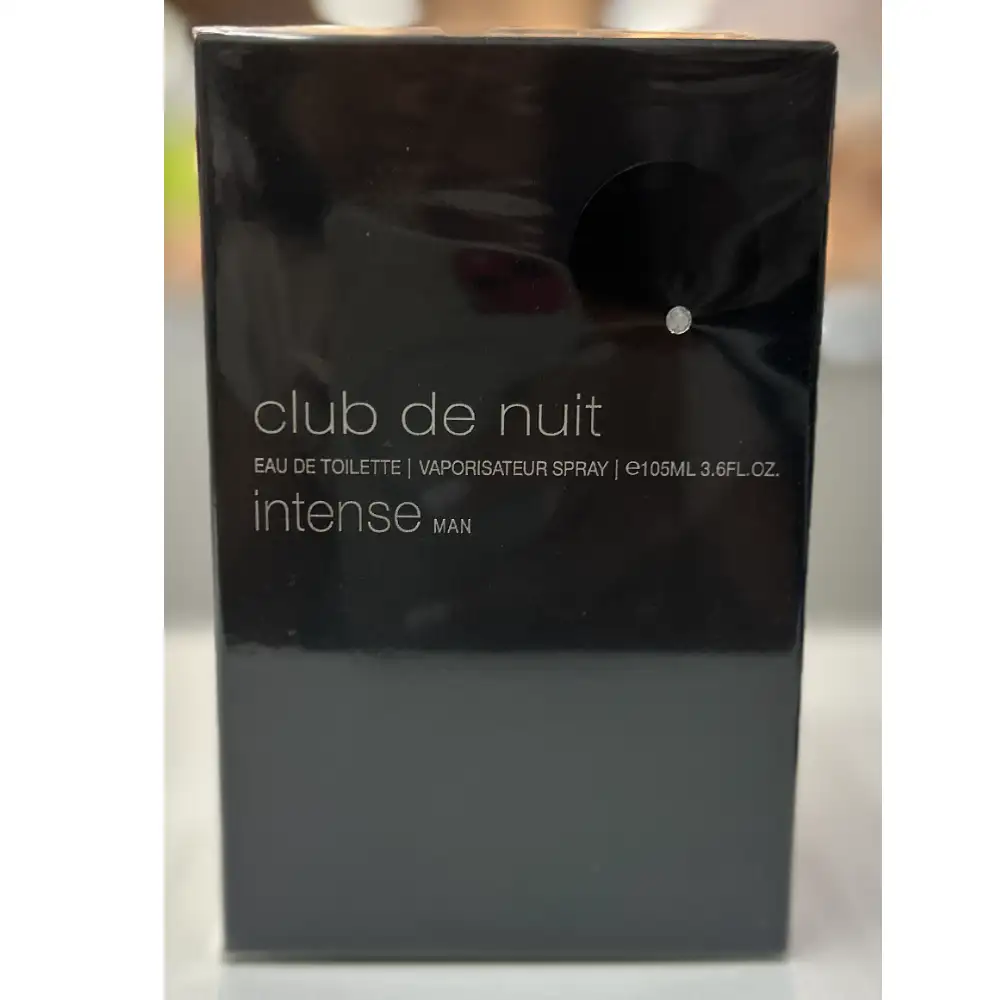 club de nuit
EAU DE TOILETTE | VAPORISATEUR SPRAY | ℮105ML 3.6FL.OZ.
intense MAN